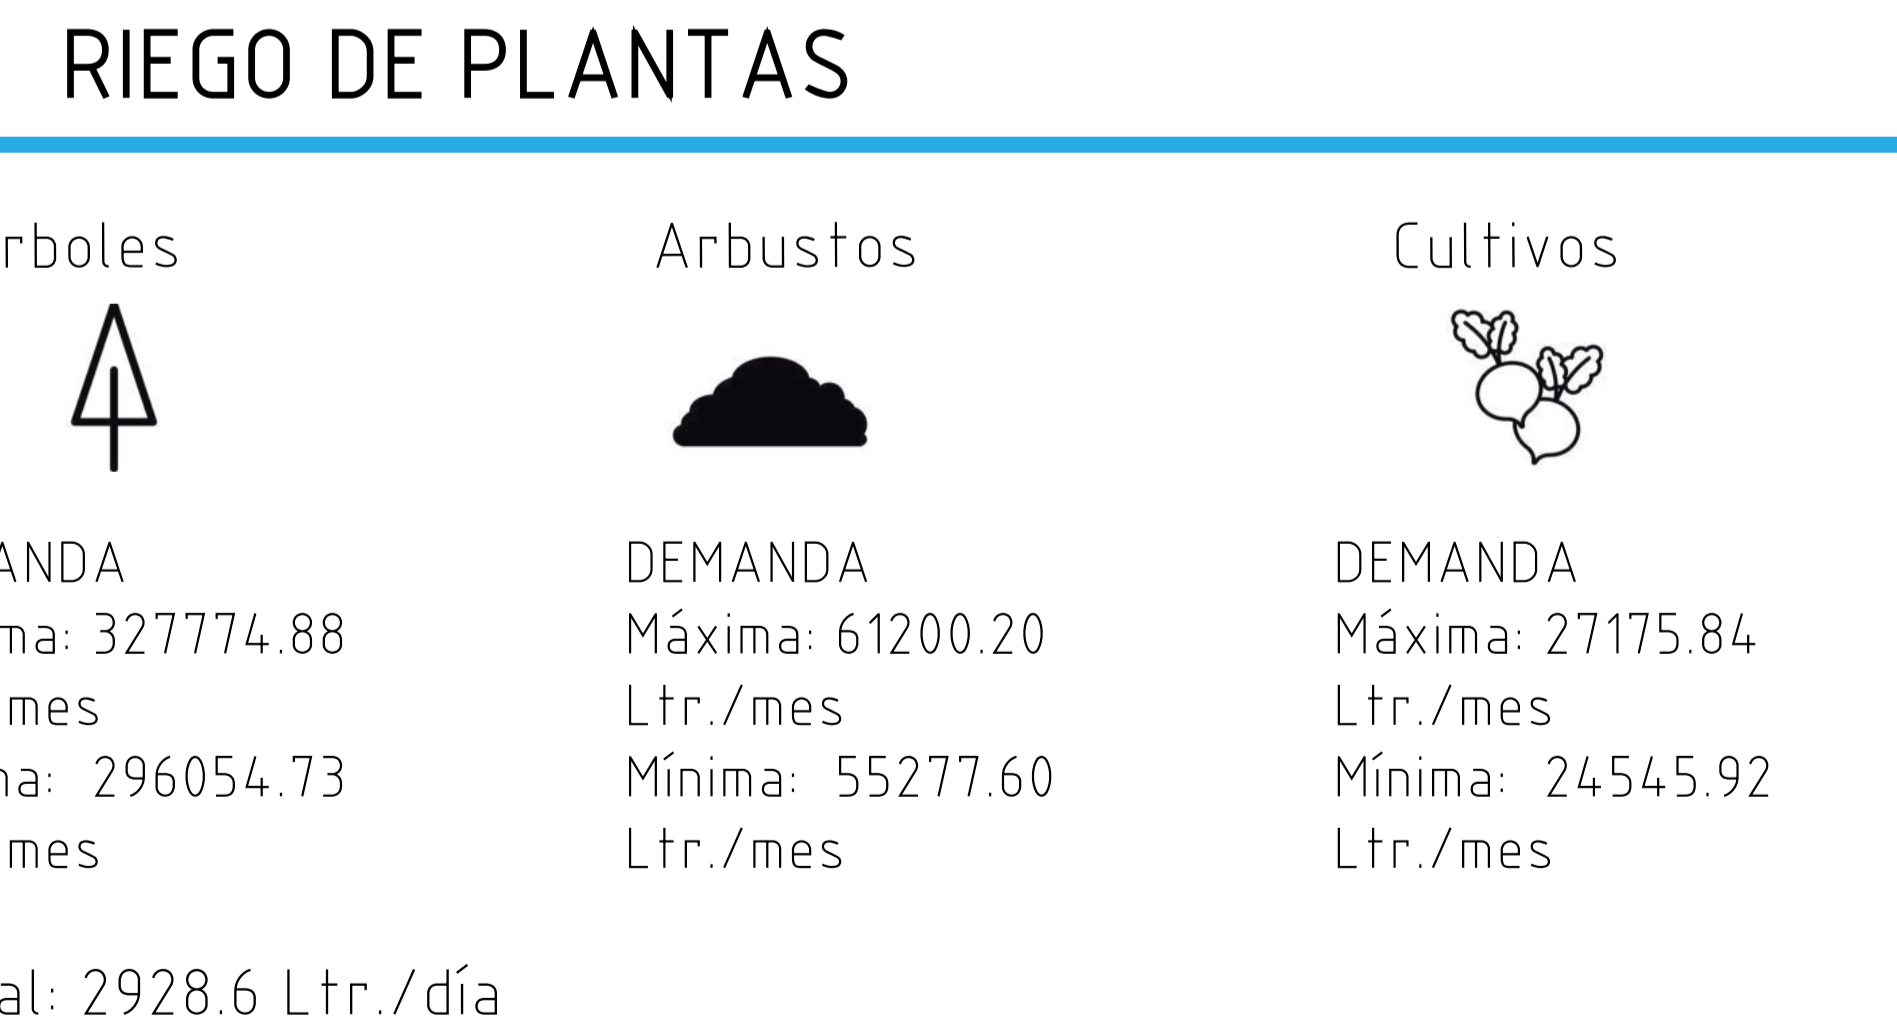 RIEGO DE PLANTAS
rboles
ANDA
ma: 327774.88
mes
na: 296054.73
mes
Arbustos
DEMANDA
Máxima: 61200.20
Ltr./mes
Mínima: 55277.60
Ltr./mes
Cultivos
DEMANDA
Máxima: 27175.84
Ltr./mes
Mínima: 24545.92
Ltr./mes
al: 2928.6 Ltr./día